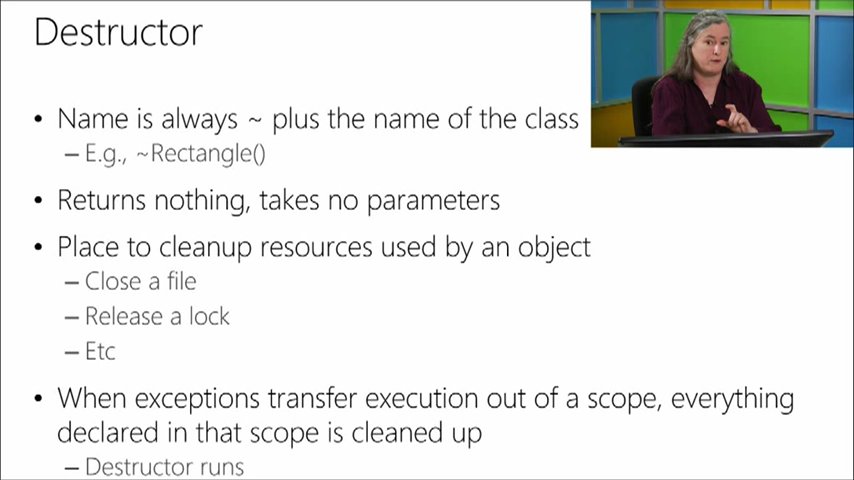 Destructor
• Name is always ~ plus the name of the class
– E.g., ~Rectangle()
• Returns nothing, takes no parameters
• Place to cleanup resources used by an object
– Close a file
– Release a lock
– Etc
• When exceptions transfer execution out of a scope, everything
declared in that scope is cleaned up
– Destructor runs